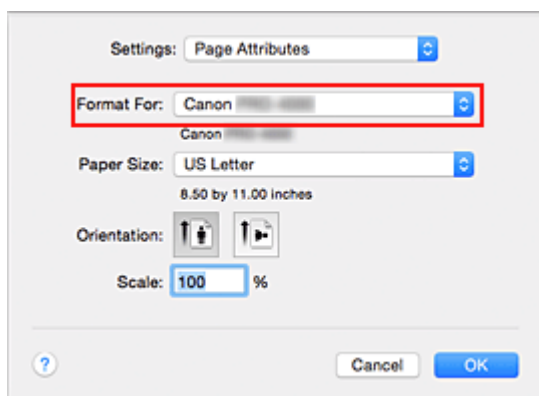 Settings: Page Attributes
Format For: Canon
Canon
Paper Size: US Letter
8.50 by 11.00 inches
Orientation:
Scale: 100 %
? Cancel OK